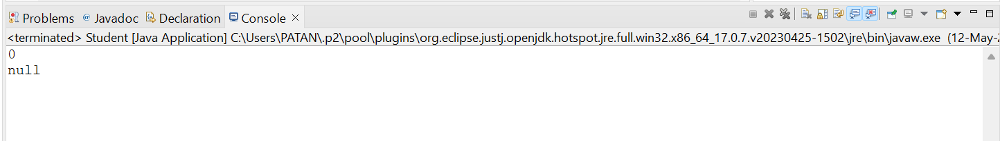 Problems @ Javadoc Declaration Console
<terminated> Student [Java Application] C:\Users\PATAN\.p2\pool\plugins\org.eclipse.justj.openjdk.hotspot.jre.full.win32.x86_64_17.0.7.v20230425-1502\jre\bin\javaw.exe (12-May-2
0
null